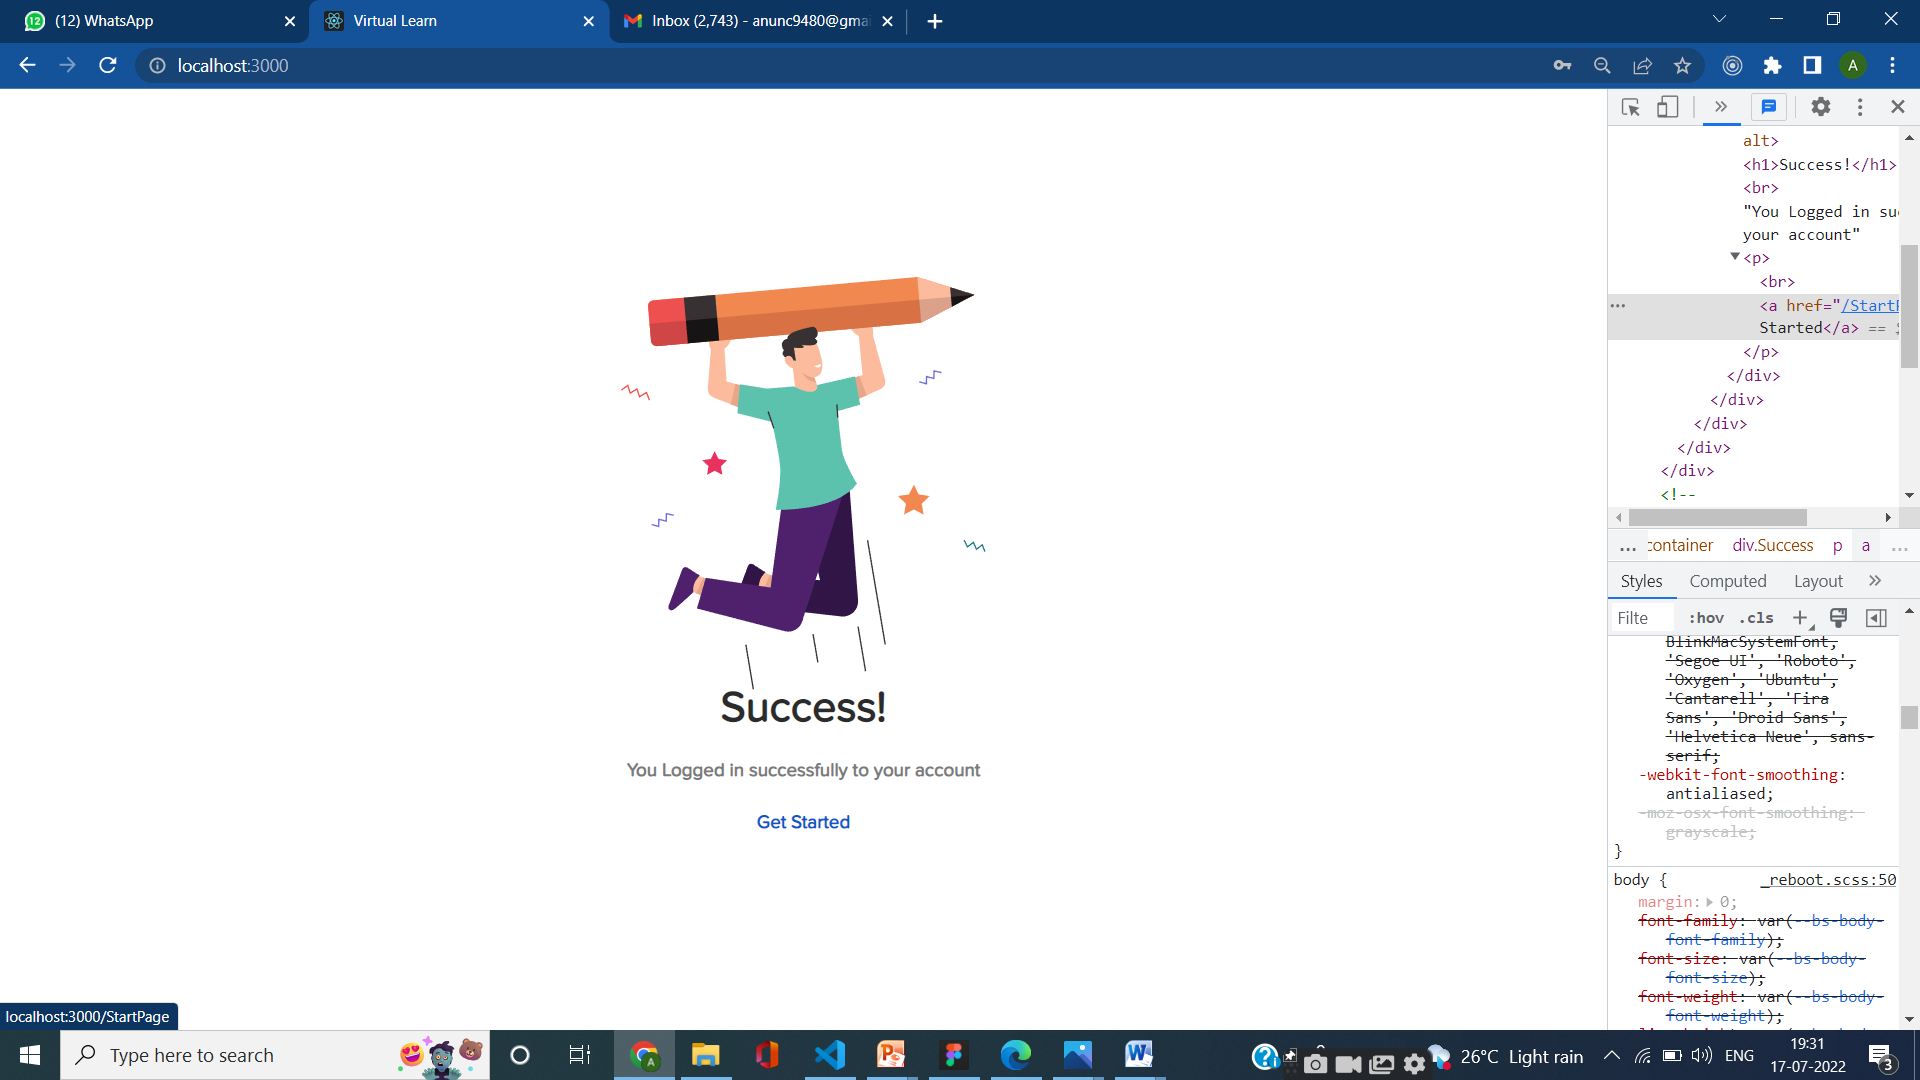 (12) WhatsApp
Virtual Learn
Inbox (2,743) - anunc9480@gma
localhost:3000
A
alt>
<h1>Success!</h1>
<br>
"You Logged in su
your account"
<p>
<br>
<a href="/Start
Started</a> ==
</p>
</div>
</div>
</div>
</div>
</div>
<!--
... container div.Success p a ...
Styles Computed Layout
Filte :hov .cls
BlinkMacSystemFont,
'Segoe UI', 'Roboto',
'Oxygen', 'Ubuntu',
'Cantarell', 'Fira
Sans', 'Droid Sans',
'Helvetica Neue', sans-
serif;
-webkit-font-smoothing:
antialiased;
-moz-osx-font-smoothing:
grayscale;
}
body { _reboot.scss:50
margin: 0;
font-family: var(--bs-body-
font-family);
font-size: var(--bs-body-
font-size);
font-weight: var(--bs-body-
font-weight);
Success!
You Logged in successfully to your account
Get Started
localhost:3000/StartPage
Type here to search
26°C Light rain
ENG
19:31
17-07-2022
3